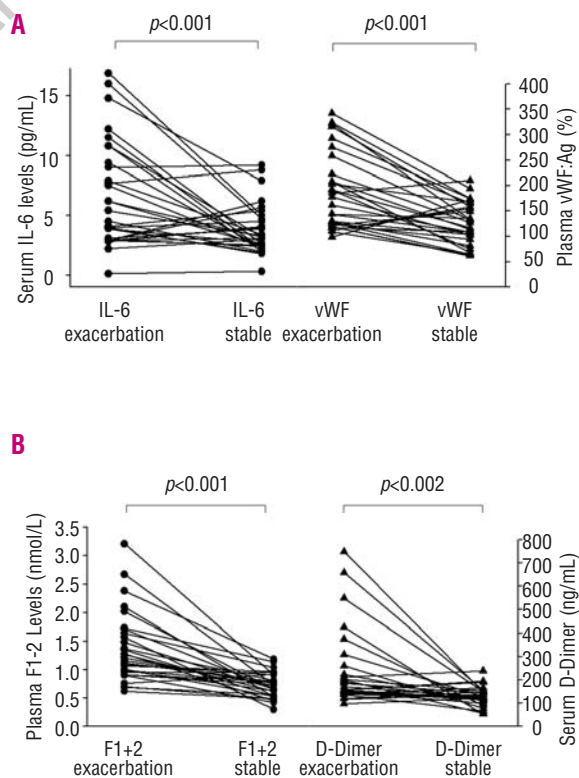 A
p<0.001
p<0.001
Serum IL-6 levels (pg/mL)
15
10
5
0
400
350
300
250
200
150
100
50
0
Plasma vWF:Ag (%)
IL-6 exacerbation
IL-6 stable
vWF exacerbation
vWF stable
B
p<0.001
p<0.002
Plasma F1-2 Levels (nmol/L)
3.5
3.0
2.5
2.0
1.5
1.0
0.5
0.0
800
700
600
500
400
300
200
100
0
Serum D-Dimer (ng/mL)
F1+2 exacerbation
F1+2 stable
D-Dimer exacerbation
D-Dimer stable